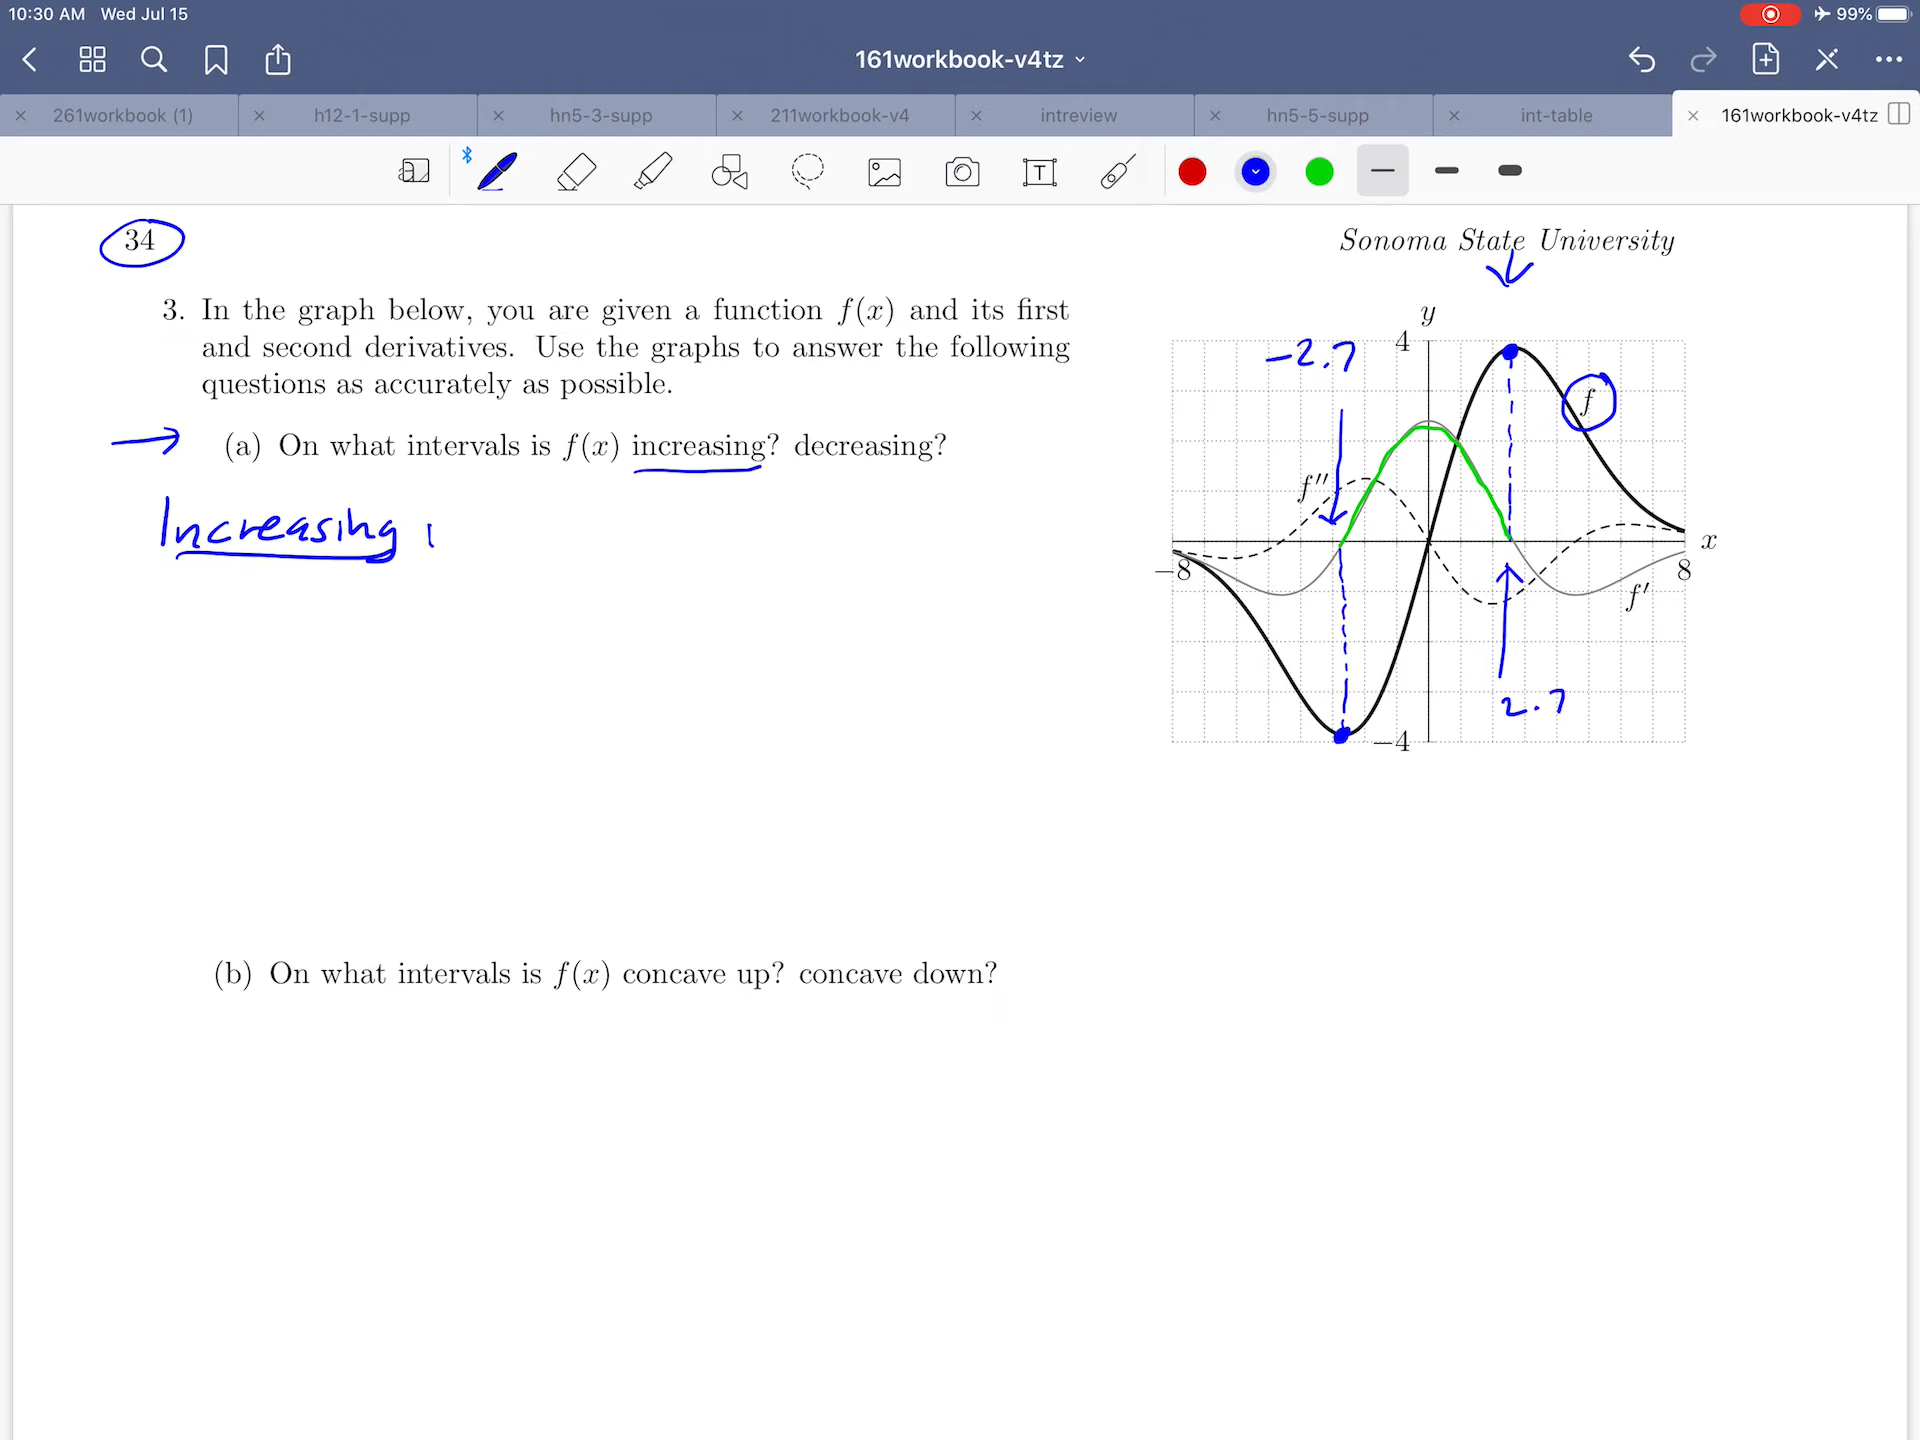 10:30 AM Wed Jul 15
99%
161workbook-v4tz
261workbook (1) h12-1-supp hn5-3-supp 211workbook-v4 intreview hn5-5-supp int-table 161workbook-v4tz
T
34
Sonoma State University
3. In the graph below, you are given a function f(x) and its first
and second derivatives. Use the graphs to answer the following
questions as accurately as possible.
(a) On what intervals is f(x) increasing? decreasing?
Increasing
y
4
-2.7
f
f''
x
−8
8
f'
2.7
−4
(b) On what intervals is f(x) concave up? concave down?